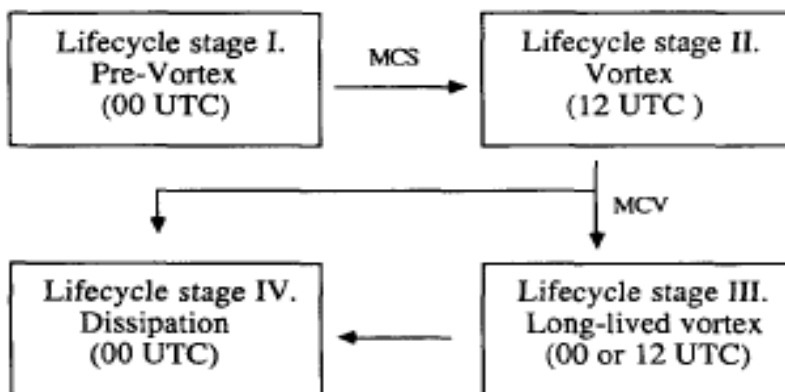 Lifecycle stage I.
Pre-Vortex
(00 UTC)
MCS
Lifecycle stage II.
Vortex
(12 UTC )
MCV
Lifecycle stage IV.
Dissipation
(00 UTC)
Lifecycle stage III.
Long-lived vortex
(00 or 12 UTC)